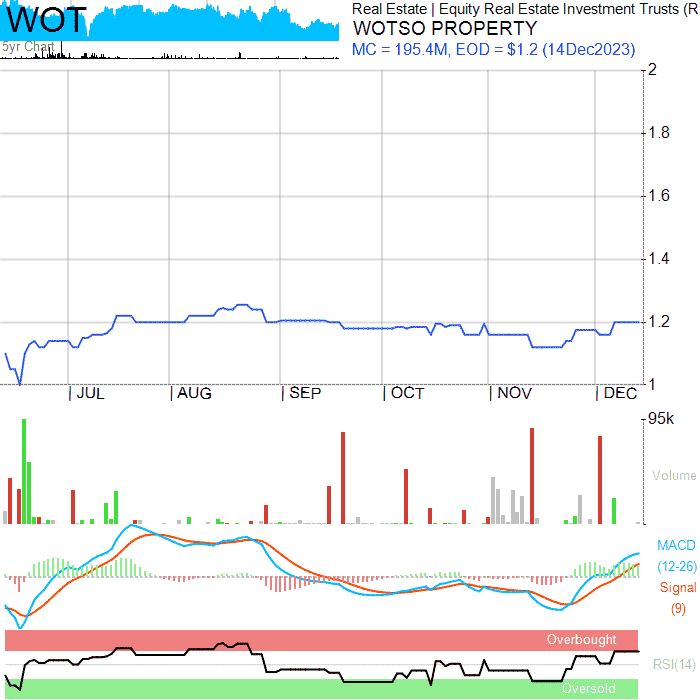 WOT
5yr Chart
Real Estate | Equity Real Estate Investment Trusts (R
WOTSO PROPERTY
MC = 195.4M, EOD = $1.2 (14Dec2023)
2
1.8
1.6
1.4
1.2
1
JUL AUG SEP OCT NOV DEC
95k
Volume
MACD
(12-26)
Signal
(9)
Overbought
RSI(14)
Oversold